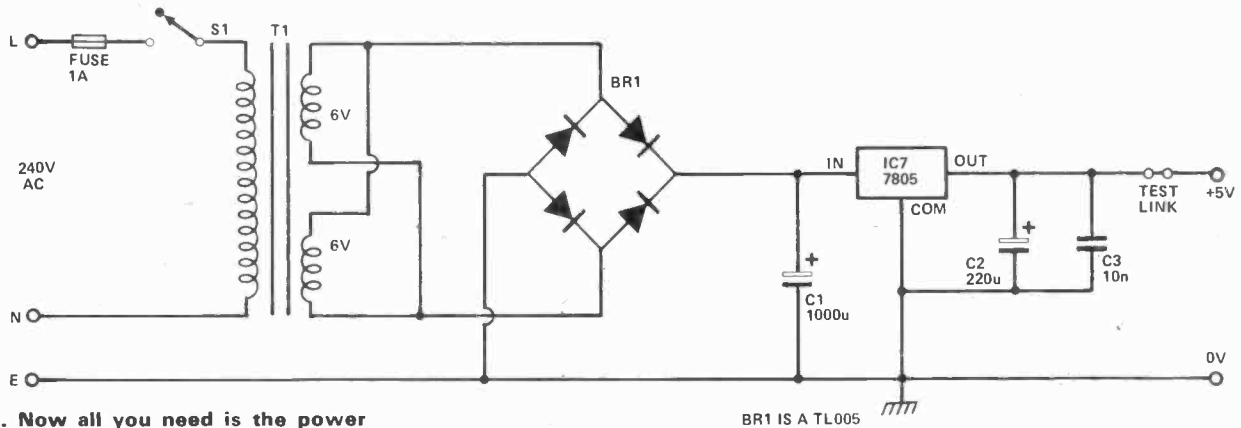 L
FUSE
1A
S1
T1
240V
AC
N
E
6V
6V
BR1
IN
IC7
7805
OUT
COM
+
C1
1000u
+
C2
220u
C3
10n
TEST
LINK
+5V
0V
. Now all you need is the power
BR1 IS A TL005